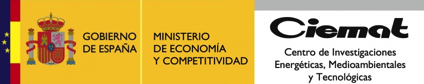 GOBIERNO
DE ESPAÑA
MINISTERIO
DE ECONOMÍA
Y COMPETITIVIDAD
Ciemat
Centro de Investigaciones
Energéticas, Medioambientales
y Tecnológicas